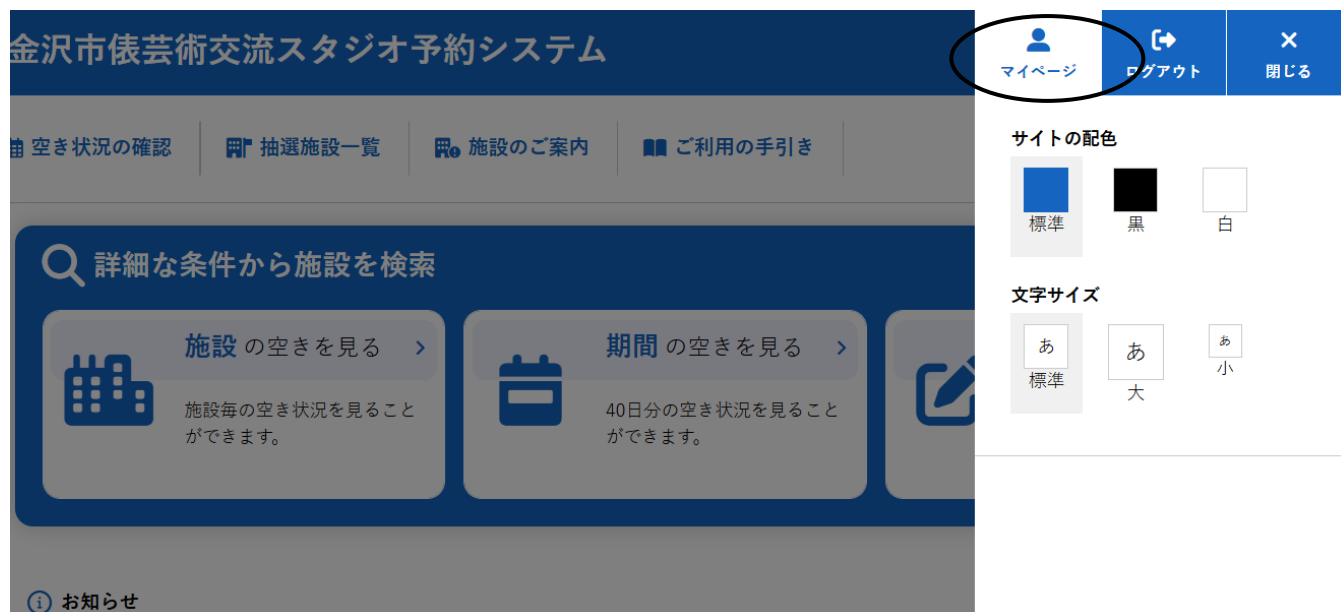 金沢市俵芸術交流スタジオ予約システム
マイページ
ログアウト
閉じる
空き状況の確認
抽選施設一覧
施設のご案内
ご利用の手引き
詳細な条件から施設を検索
施設 の空きを見る
施設毎の空き状況を見ること
ができます。
期間 の空きを見る
40日分の空き状況を見ること
ができます。
お知らせ
サイトの配色
標準
黒
白
文字サイズ
あ
標準
あ
大
あ
小